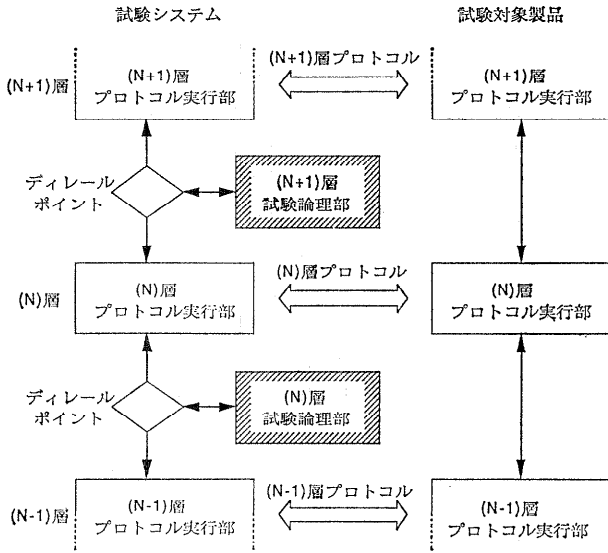 試験システム
試験対象製品
(N+1)層
(N+1)層
プロトコル実行部
(N+1)層プロトコル
(N+1)層
プロトコル実行部
ディレール
ポイント
(N+1)層
試験論理部
(N)層
(N)層
プロトコル実行部
(N)層プロトコル
(N)層
プロトコル実行部
ディレール
ポイント
(N)層
試験論理部
(N-1)層
(N-1)層
プロトコル実行部
(N-1)層プロトコル
(N-1)層
プロトコル実行部